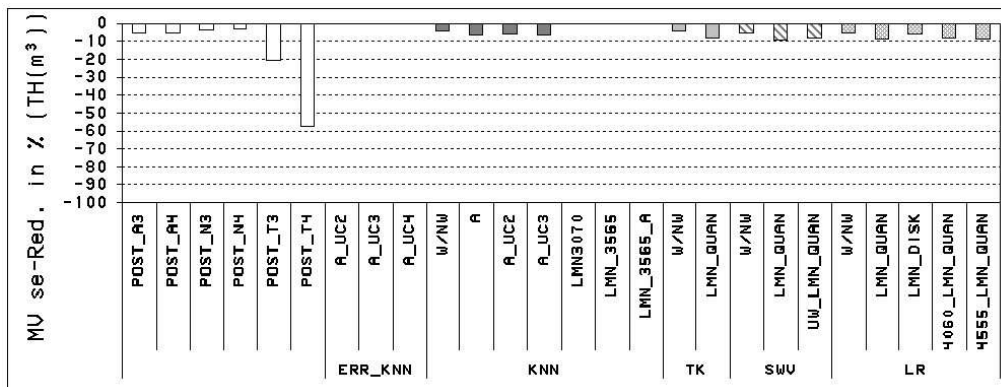 MV se-Red. in % (TH(m³))
0
-10
-20
-30
-40
-50
-60
-70
-80
-90
-100
POST_A3
POST_A4
POST_N3
POST_N4
POST_T3
POST_T4
A_UC2
A_UC3
A_UC4
W/NW
A
A_UC2
A_UC3
LMN3070
LMN_3565
LMN_3565_A
W/NW
LMN_QUAN
W/NW
LMN_QUAN
UW_LMN_QUAN
W/NW
LMN_QUAN
LMN_DISK
4060_LMN_QUAN
4555_LMN_QUAN
ERR_KNN
KNN
TK
SWV
LR